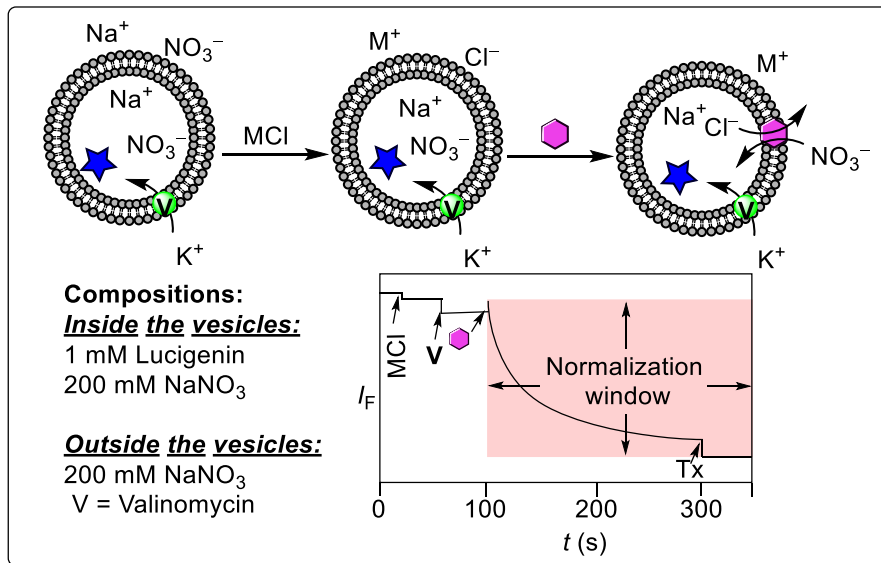 Na⁺
NO₃⁻
Na⁺
NO₃⁻
V
K⁺
MCl
M⁺
Cl⁻
Na⁺
NO₃⁻
V
K⁺
M⁺
Na⁺
Cl⁻
NO₃⁻
V
K⁺
Compositions:
Inside the vesicles:
1 mM Lucigenin
200 mM NaNO₃
Outside the vesicles:
200 mM NaNO₃
V = Valinomycin
I_F
MCl
V
Normalization
window
Tx
0
100
200
300
t (s)